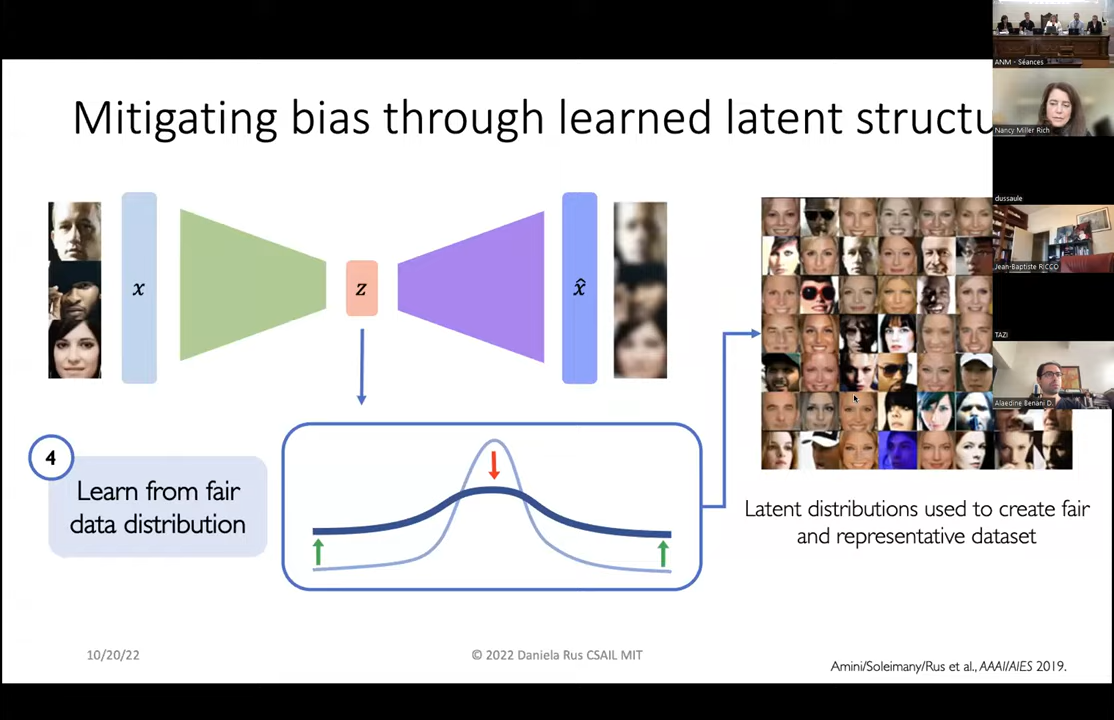 Mitigating bias through learned latent structu
x
z
x̂
4
Learn from fair
data distribution
Latent distributions used to create fair
and representative dataset
10/20/22
© 2022 Daniela Rus CSAIL MIT
Amini/Soleimany/Rus et al., AAAI/AIES 2019.
ANM - Séances
Nancy Miller Rich
dussaule
Jean-Baptiste RICCO
TAZI
Alaedine Benani D.